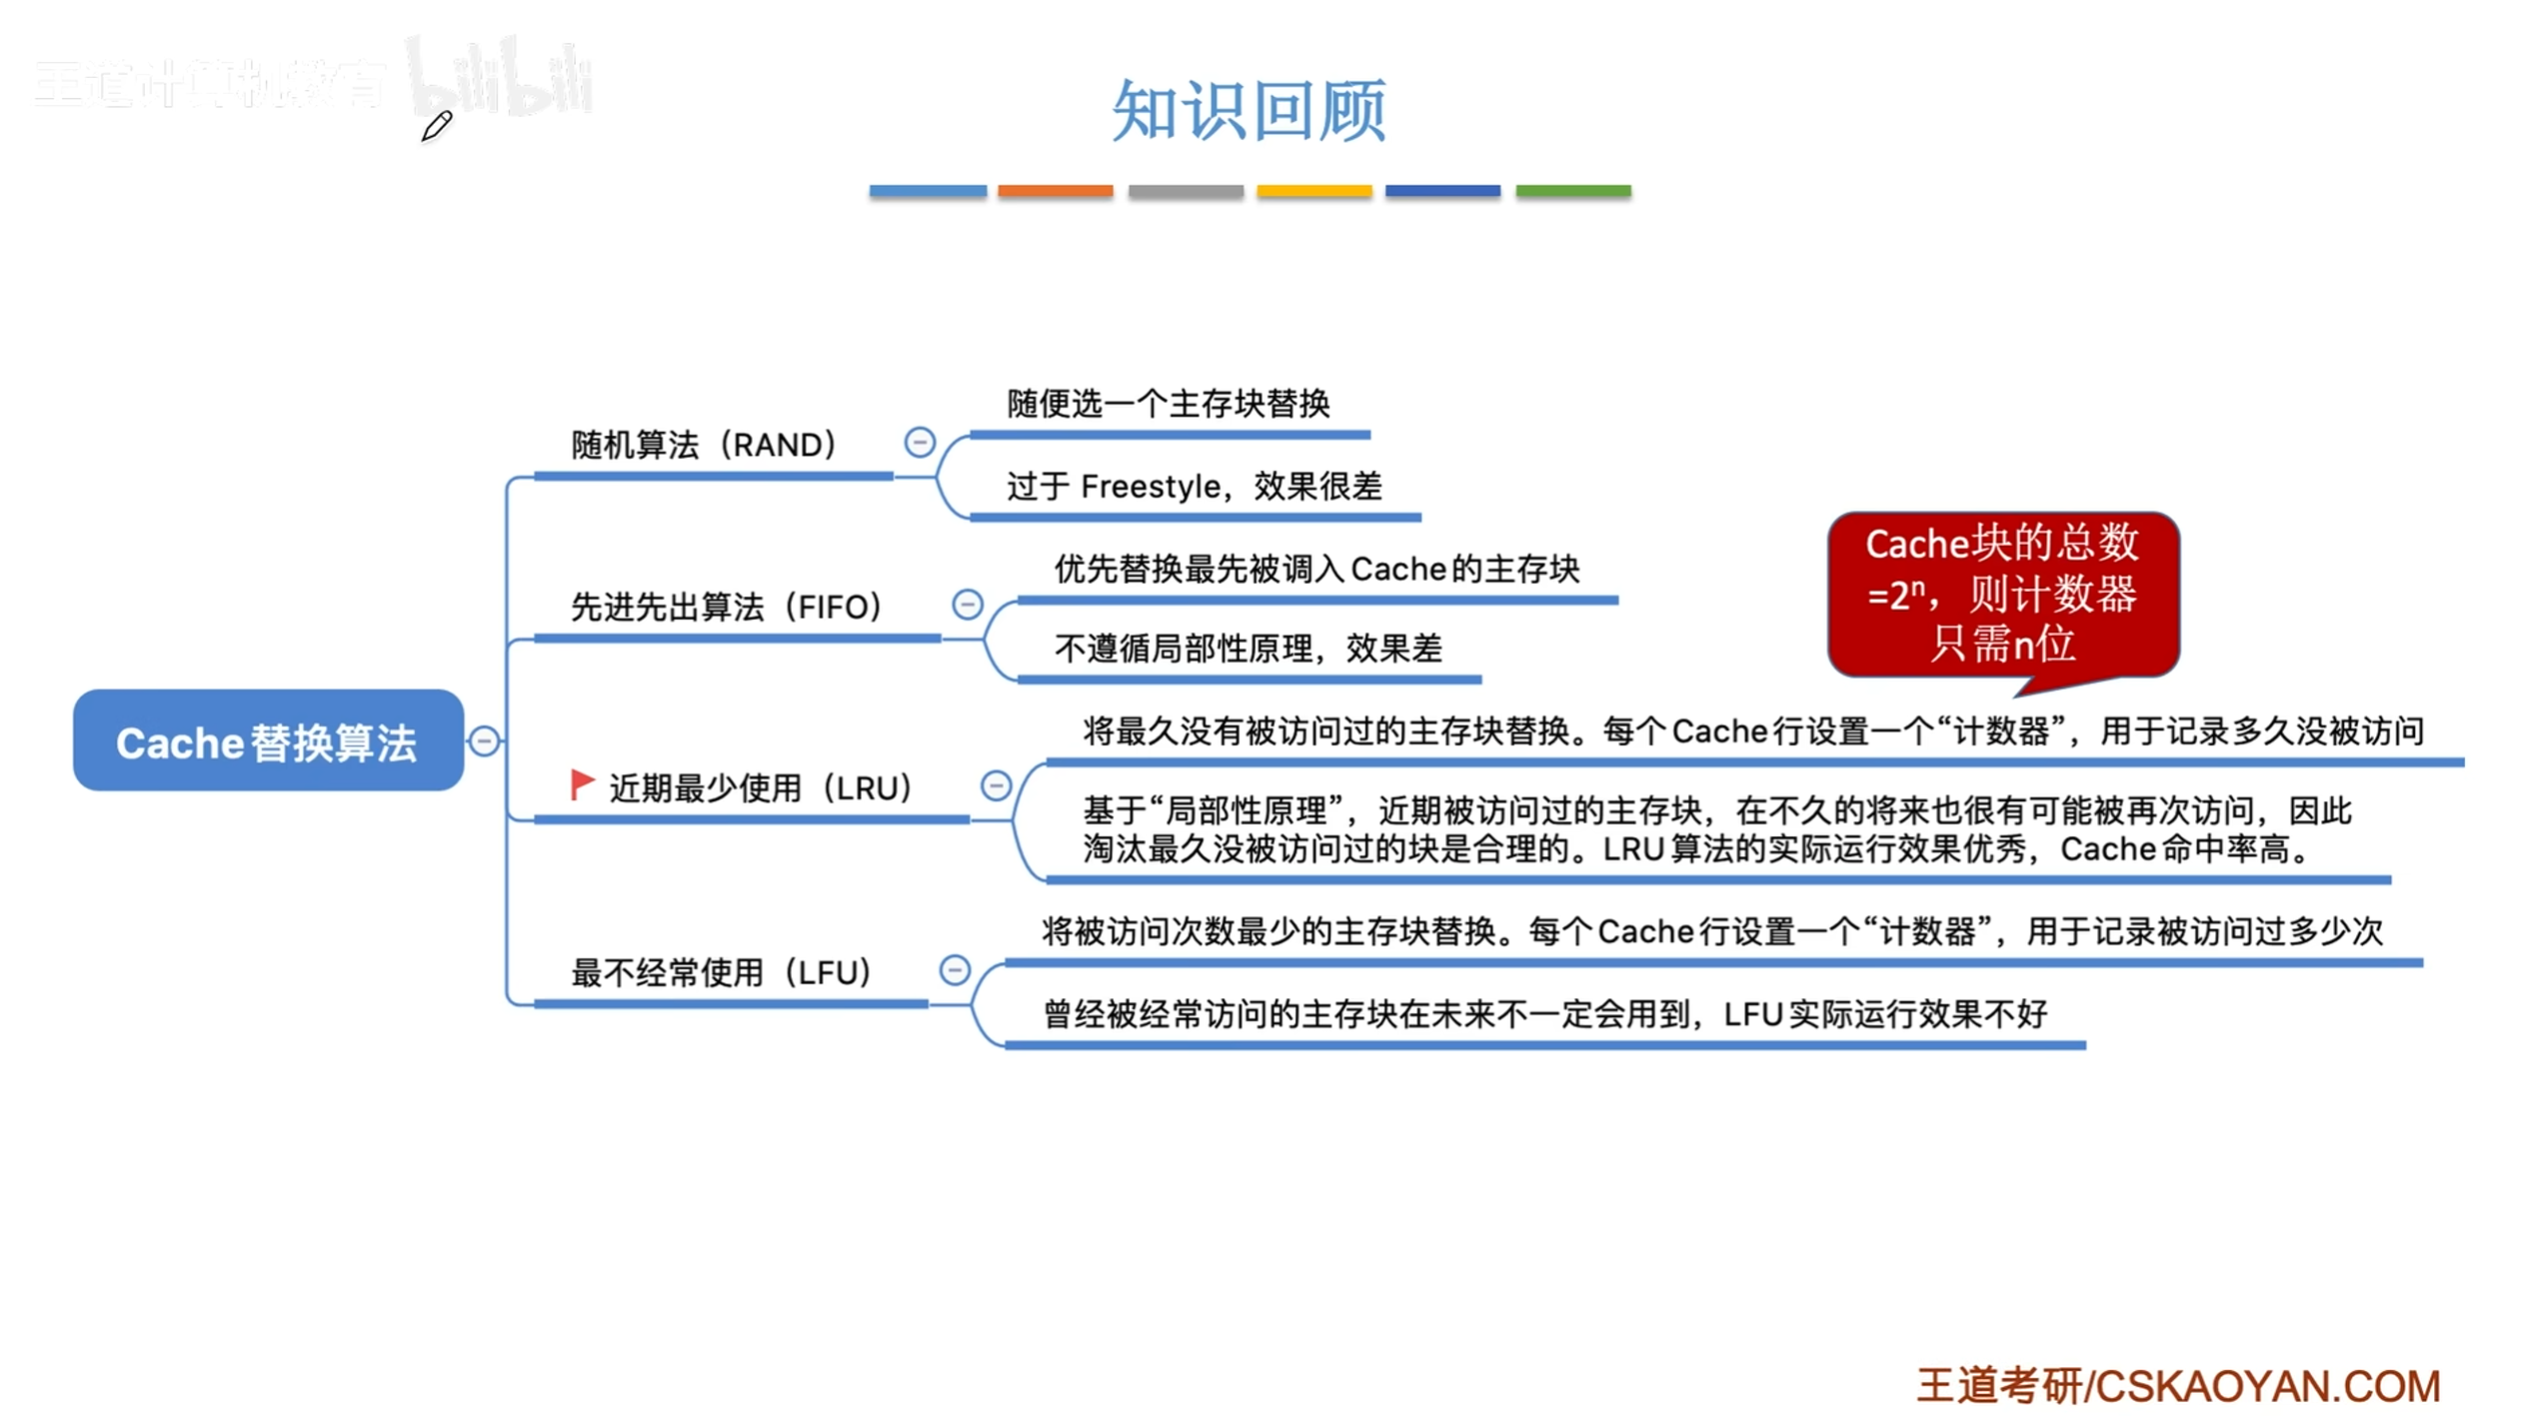 王道计算机教育 bilibili
知识回顾
随便选一个主存块替换
随机算法（RAND）
过于 Freestyle，效果很差
优先替换最先被调入Cache的主存块
先进先出算法（FIFO）
不遵循局部性原理，效果差
Cache块的总数
=2ⁿ，则计数器
只需n位
Cache替换算法
将最久没有被访问过的主存块替换。每个Cache行设置一个“计数器”，用于记录多久没被访问
近期最少使用（LRU）
基于“局部性原理”，近期被访问过的主存块，在不久的将来也很有可能被再次访问，因此
淘汰最久没被访问过的块是合理的。LRU算法的实际运行效果优秀，Cache命中率高。
将被访问次数最少的主存块替换。每个Cache行设置一个“计数器”，用于记录被访问过多少次
最不经常使用（LFU）
曾经被经常访问的主存块在未来不一定会用到，LFU实际运行效果不好
王道考研/CSKAOYAN.COM